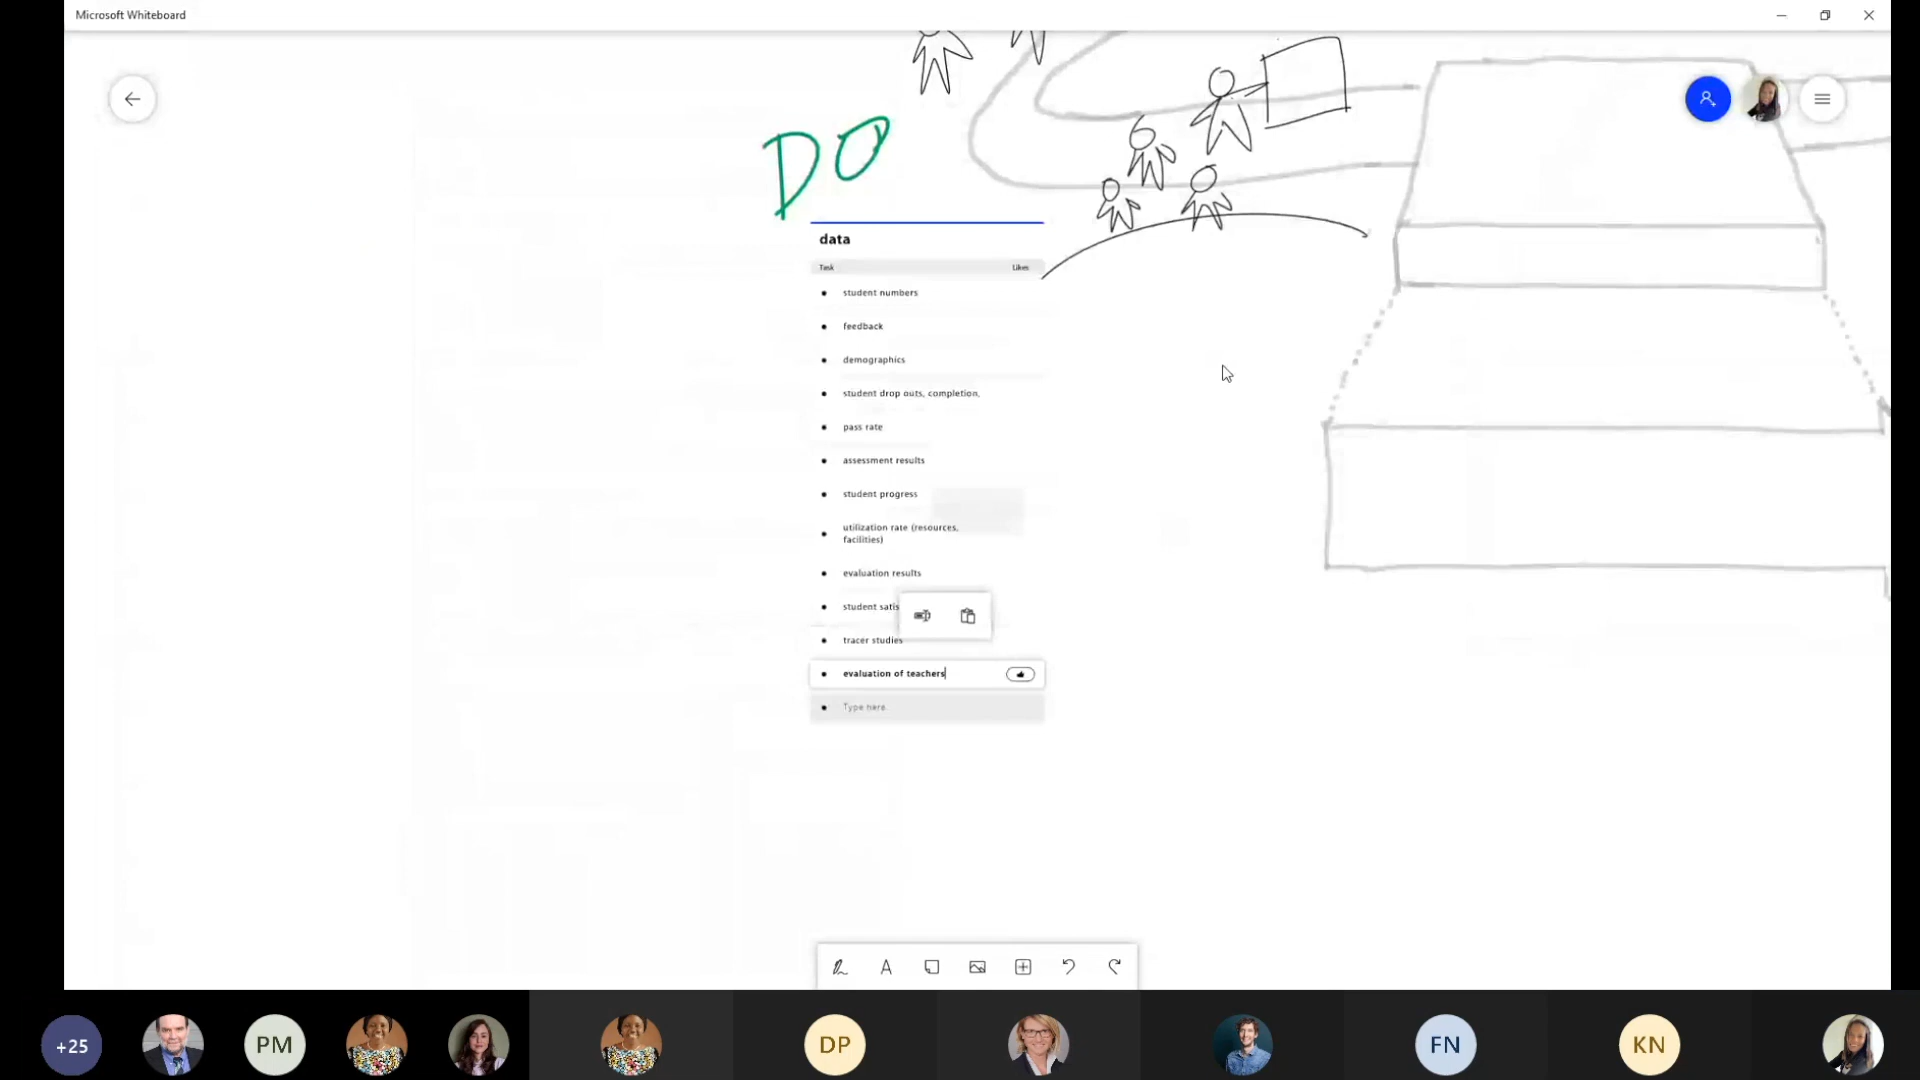 Microsoft Whiteboard
DO
data
Task Likes
student numbers
feedback
demographics
student drop outs, completion,
pass rate
assessment results
student progress
utilization rate (resources,
facilities)
evaluation results
student satis
tracer studies
evaluation of teachers
Type here
+25 PM DP FN KN